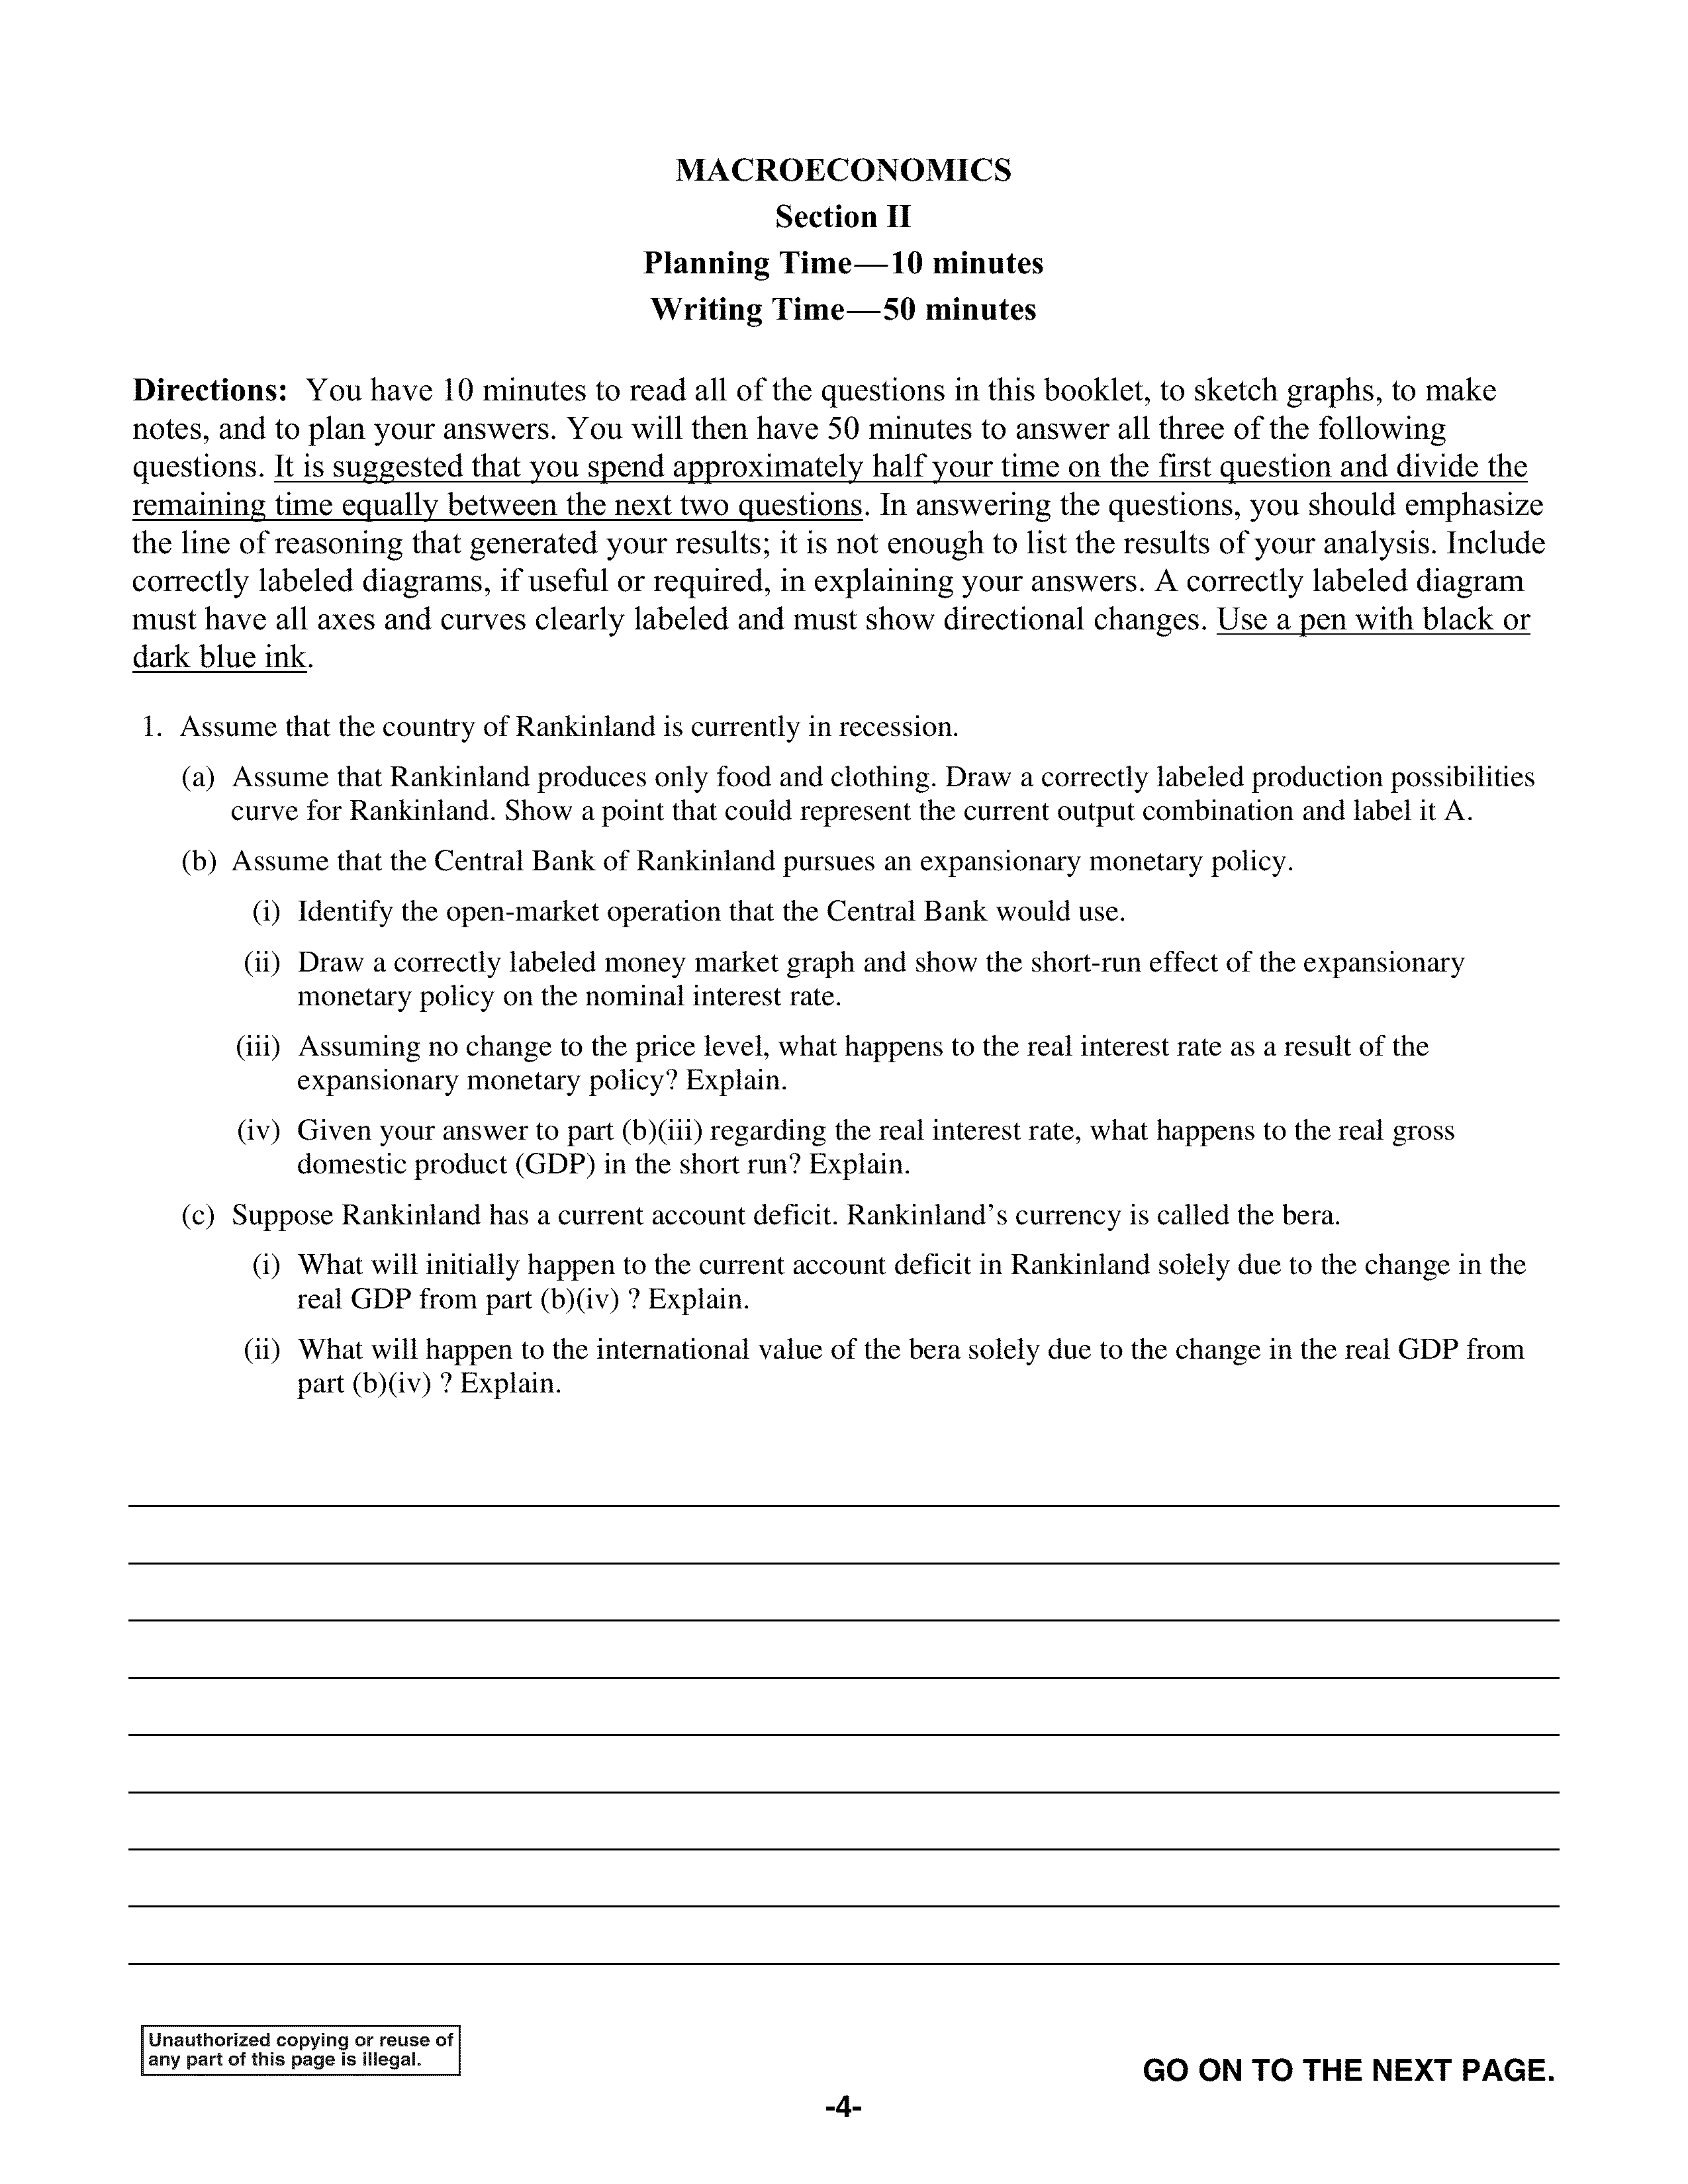 MACROECONOMICS
Section II
Planning Time—10 minutes
Writing Time—50 minutes
Directions: You have 10 minutes to read all of the questions in this booklet, to sketch graphs, to make
notes, and to plan your answers. You will then have 50 minutes to answer all three of the following
questions. It is suggested that you spend approximately half your time on the first question and divide the
remaining time equally between the next two questions. In answering the questions, you should emphasize
the line of reasoning that generated your results; it is not enough to list the results of your analysis. Include
correctly labeled diagrams, if useful or required, in explaining your answers. A correctly labeled diagram
must have all axes and curves clearly labeled and must show directional changes. Use a pen with black or
dark blue ink.
1. Assume that the country of Rankinland is currently in recession.
(a) Assume that Rankinland produces only food and clothing. Draw a correctly labeled production possibilities
curve for Rankinland. Show a point that could represent the current output combination and label it A.
(b) Assume that the Central Bank of Rankinland pursues an expansionary monetary policy.
(i) Identify the open-market operation that the Central Bank would use.
(ii) Draw a correctly labeled money market graph and show the short-run effect of the expansionary
monetary policy on the nominal interest rate.
(iii) Assuming no change to the price level, what happens to the real interest rate as a result of the
expansionary monetary policy? Explain.
(iv) Given your answer to part (b)(iii) regarding the real interest rate, what happens to the real gross
domestic product (GDP) in the short run? Explain.
(c) Suppose Rankinland has a current account deficit. Rankinland's currency is called the bera.
(i) What will initially happen to the current account deficit in Rankinland solely due to the change in the
real GDP from part (b)(iv) ? Explain.
(ii) What will happen to the international value of the bera solely due to the change in the real GDP from
part (b)(iv) ? Explain.
Unauthorized copying or reuse of
any part of this page is illegal.
GO ON TO THE NEXT PAGE.
-4-